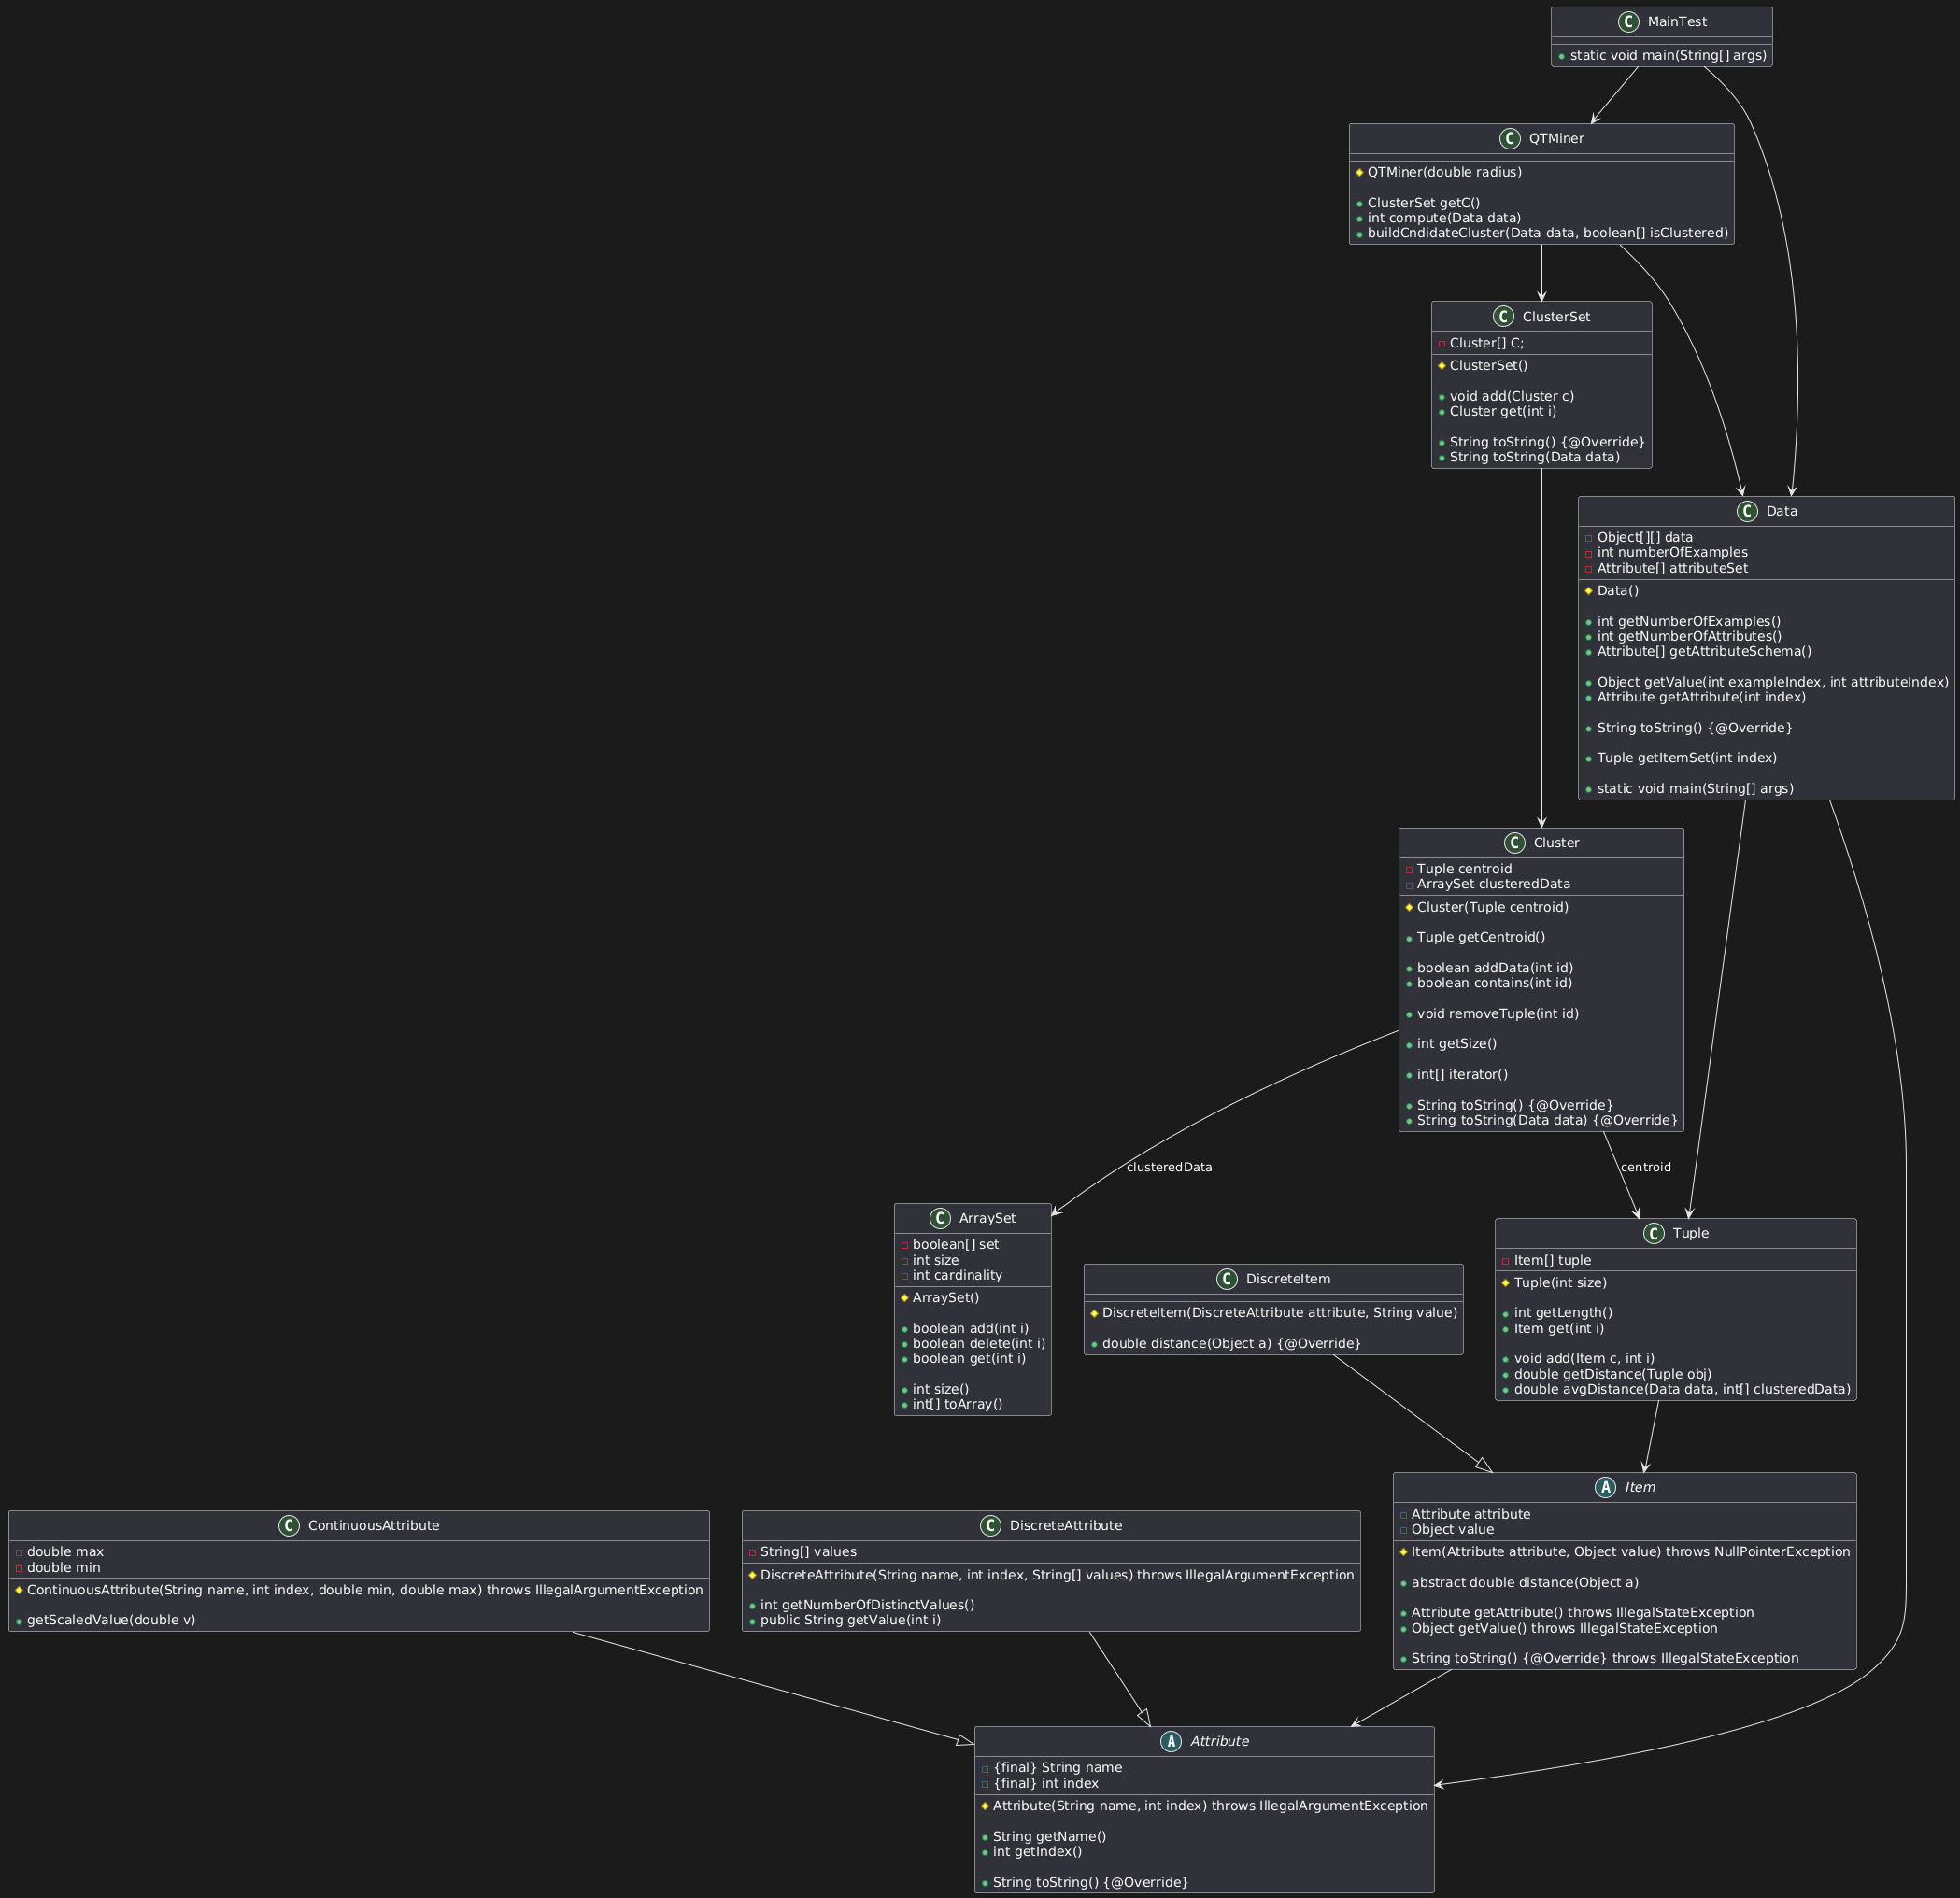 C MainTest
static void main(String[] args)
C QTMiner
QTMiner(double radius)
ClusterSet getC()
int compute(Data data)
buildCndidateCluster(Data data, boolean[] isClustered)
C ClusterSet
Cluster[] C;
ClusterSet()
void add(Cluster c)
Cluster get(int i)
String toString() {@Override}
String toString(Data data)
C Data
Object[][] data
int numberOfExamples
Attribute[] attributeSet
Data()
int getNumberOfExamples()
int getNumberOfAttributes()
Attribute[] getAttributeSchema()
Object getValue(int exampleIndex, int attributeIndex)
Attribute getAttribute(int index)
String toString() {@Override}
Tuple getItemSet(int index)
static void main(String[] args)
C Cluster
Tuple centroid
ArraySet clusteredData
Cluster(Tuple centroid)
Tuple getCentroid()
boolean addData(int id)
boolean contains(int id)
void removeTuple(int id)
int getSize()
int[] iterator()
String toString() {@Override}
String toString(Data data) {@Override}
clusteredData
centroid
C ArraySet
boolean[] set
int size
int cardinality
ArraySet()
boolean add(int i)
boolean delete(int i)
boolean get(int i)
int size()
int[] toArray()
C DiscreteItem
DiscreteItem(DiscreteAttribute attribute, String value)
double distance(Object a) {@Override}
C Tuple
Item[] tuple
Tuple(int size)
int getLength()
Item get(int i)
void add(Item c, int i)
double getDistance(Tuple obj)
double avgDistance(Data data, int[] clusteredData)
C ContinuousAttribute
double max
double min
ContinuousAttribute(String name, int index, double min, double max) throws IllegalArgumentException
getScaledValue(double v)
C DiscreteAttribute
String[] values
DiscreteAttribute(String name, int index, String[] values) throws IllegalArgumentException
int getNumberOfDistinctValues()
public String getValue(int i)
A Item
Attribute attribute
Object value
Item(Attribute attribute, Object value) throws NullPointerException
abstract double distance(Object a)
Attribute getAttribute() throws IllegalStateException
Object getValue() throws IllegalStateException
String toString() {@Override} throws IllegalStateException
A Attribute
{final} String name
{final} int index
Attribute(String name, int index) throws IllegalArgumentException
String getName()
int getIndex()
String toString() {@Override}